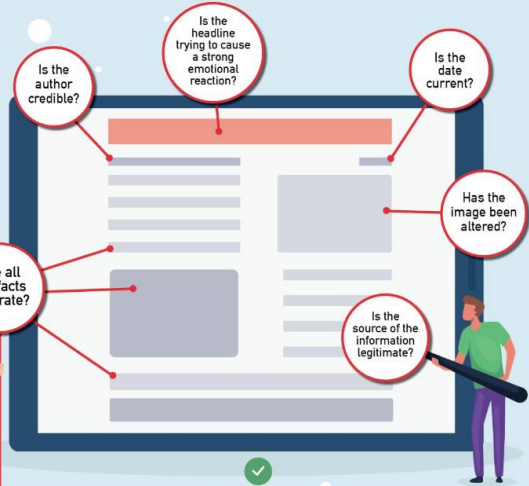 Is the
headline
trying to cause
a strong
emotional
reaction?
Is the
author
credible?
Is the
date
current?
Has the
image been
altered?
all
facts
Is the
source of the
information
legitimate?